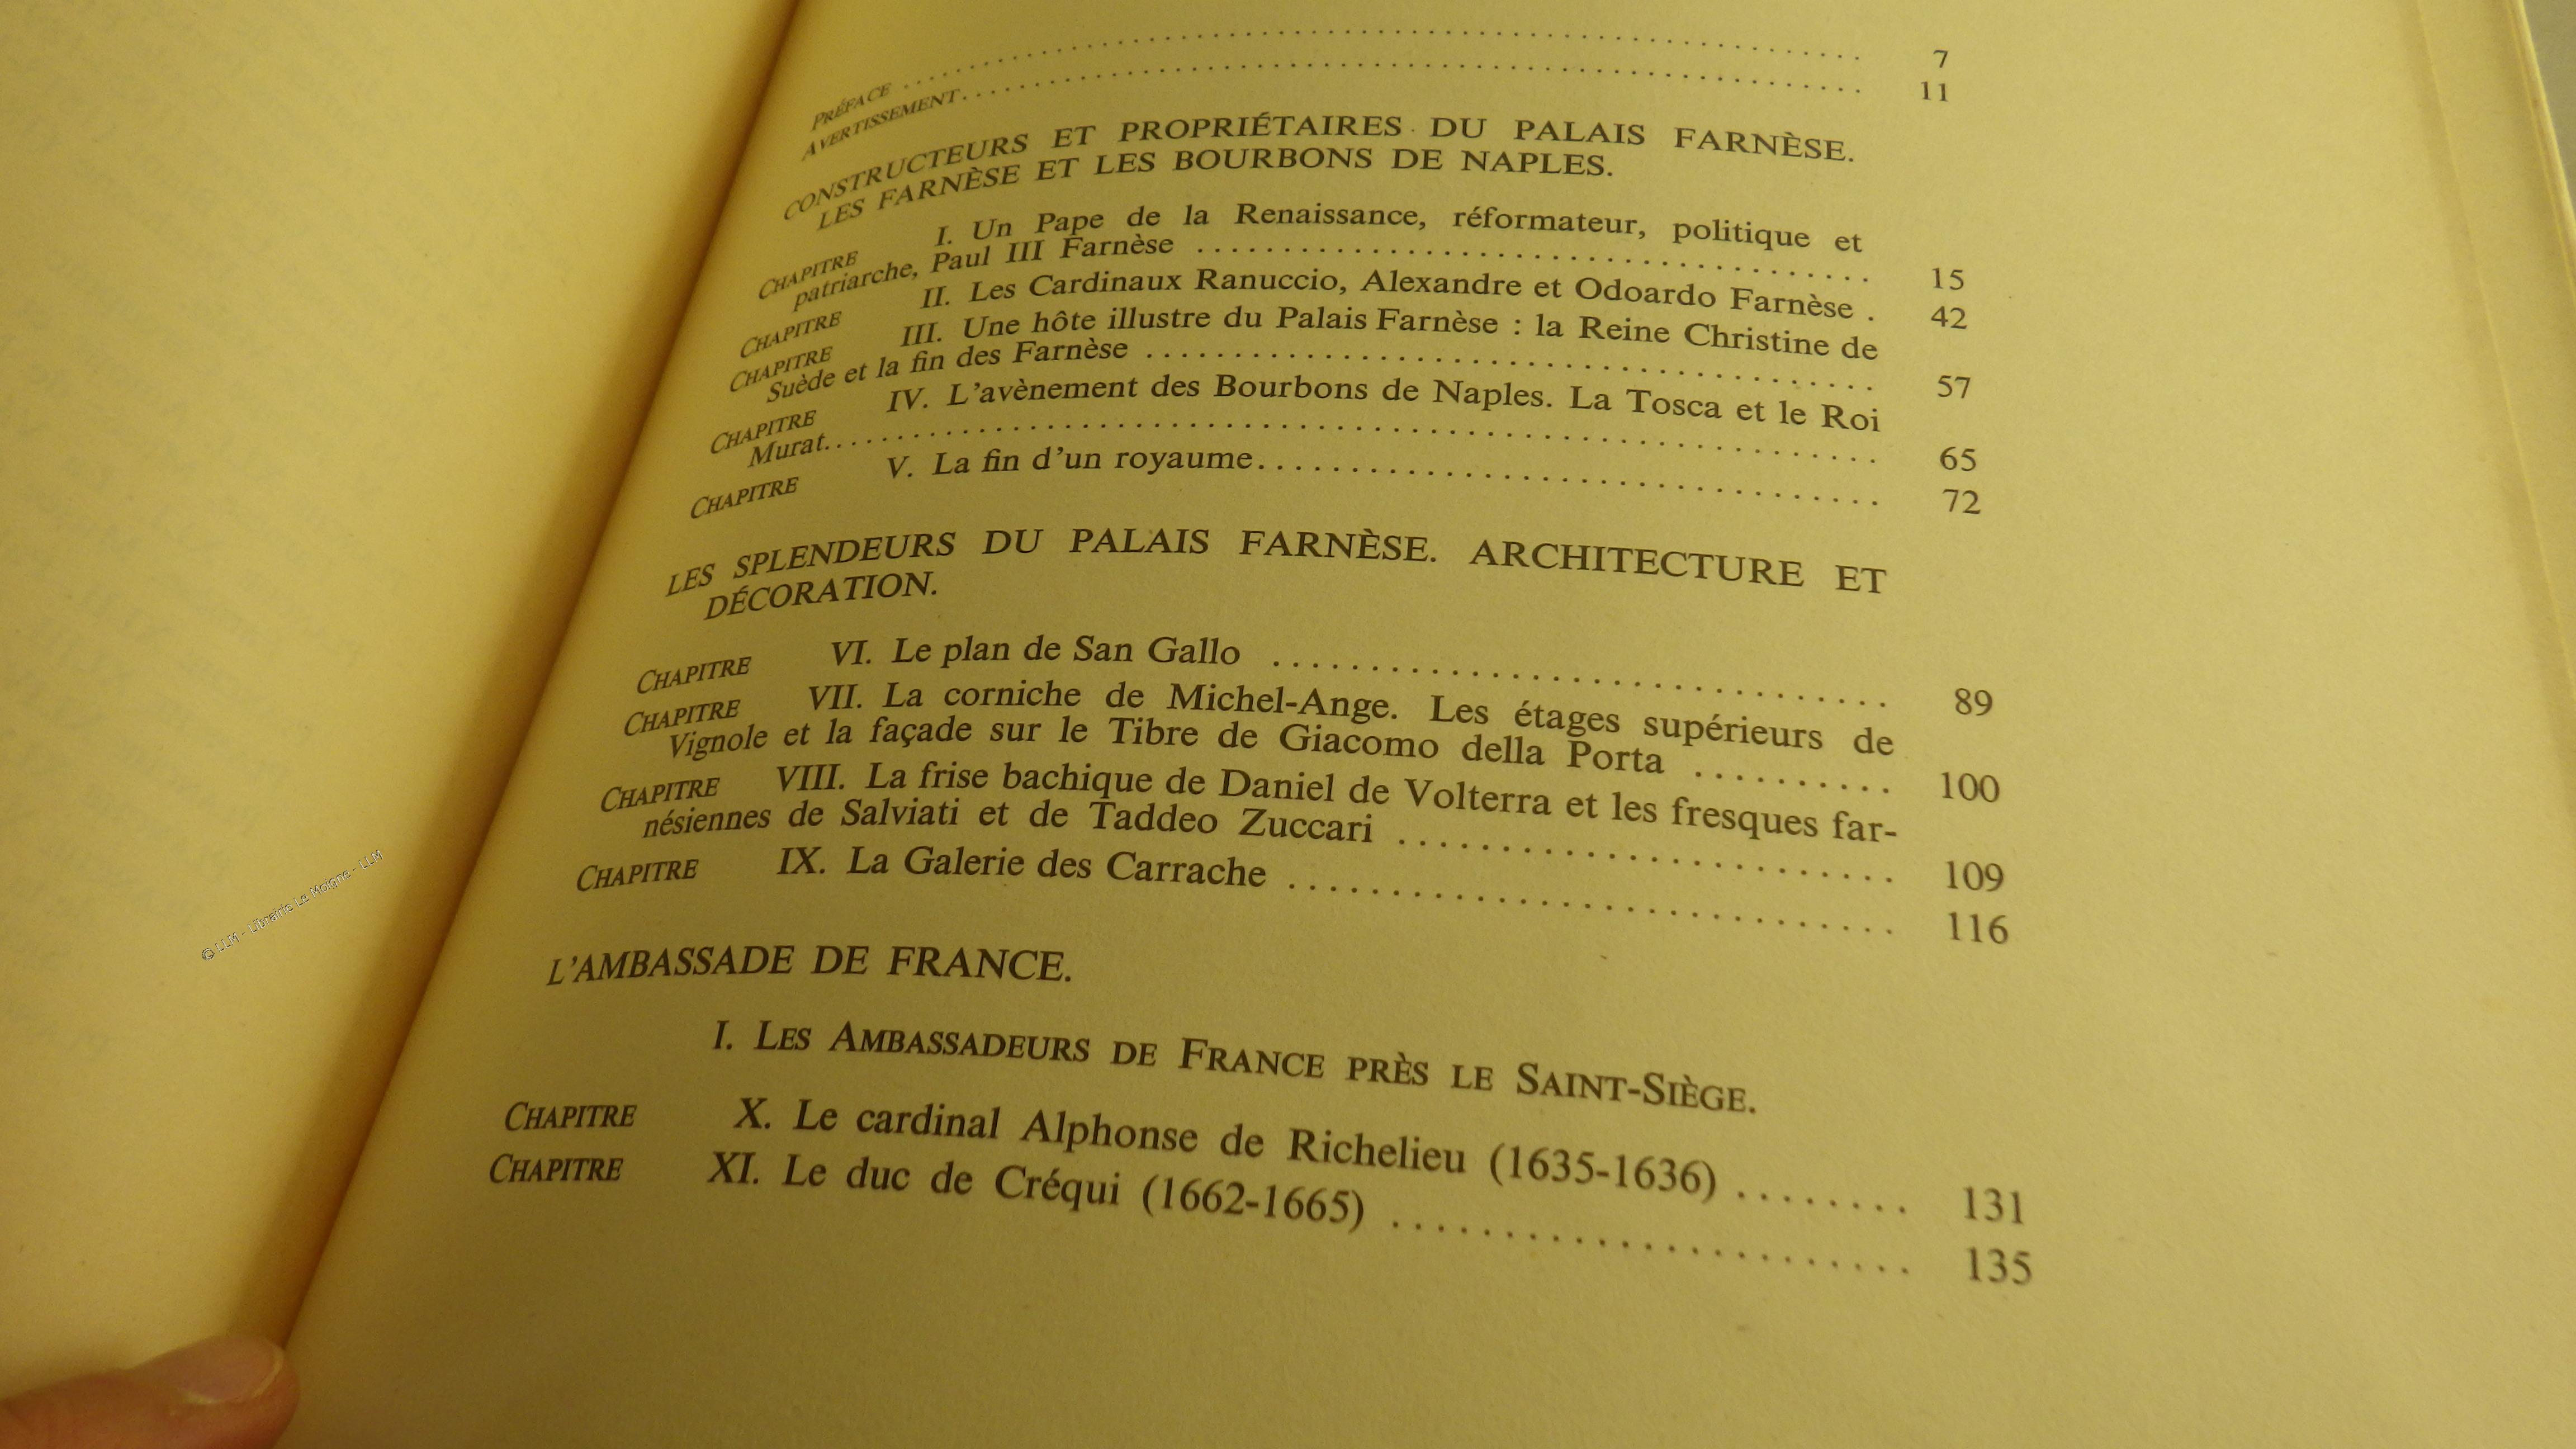 PRÉFACE .......... 7
AVERTISSEMENT .......... 11
CONSTRUCTEURS ET PROPRIÉTAIRES DU PALAIS FARNÈSE.
LES FARNÈSE ET LES BOURBONS DE NAPLES.
CHAPITRE I. Un Pape de la Renaissance, réformateur, politique et
patriarche, Paul III Farnèse .......... 15
CHAPITRE II. Les Cardinaux Ranuccio, Alexandre et Odoardo Farnèse . 42
CHAPITRE III. Une hôte illustre du Palais Farnèse : la Reine Christine de
Suède et la fin des Farnèse .......... 57
CHAPITRE IV. L'avènement des Bourbons de Naples. La Tosca et le Roi
Murat .......... 65
CHAPITRE V. La fin d'un royaume .......... 72
LES SPLENDEURS DU PALAIS FARNÈSE. ARCHITECTURE ET
DÉCORATION.
CHAPITRE VI. Le plan de San Gallo .......... 89
CHAPITRE VII. La corniche de Michel-Ange. Les étages supérieurs de
Vignole et la façade sur le Tibre de Giacomo della Porta .......... 100
CHAPITRE VIII. La frise bachique de Daniel de Volterra et les fresques far-
nésiennes de Salviati et de Taddeo Zuccari .......... 109
CHAPITRE IX. La Galerie des Carrache .......... 116
L'AMBASSADE DE FRANCE.
I. LES AMBASSADEURS DE FRANCE PRÈS LE SAINT-SIÈGE.
CHAPITRE X. Le cardinal Alphonse de Richelieu (1635-1636) ........ 131
CHAPITRE XI. Le duc de Créqui (1662-1665) .......... 135
© LLM - Librairie Le Moigne - LLM